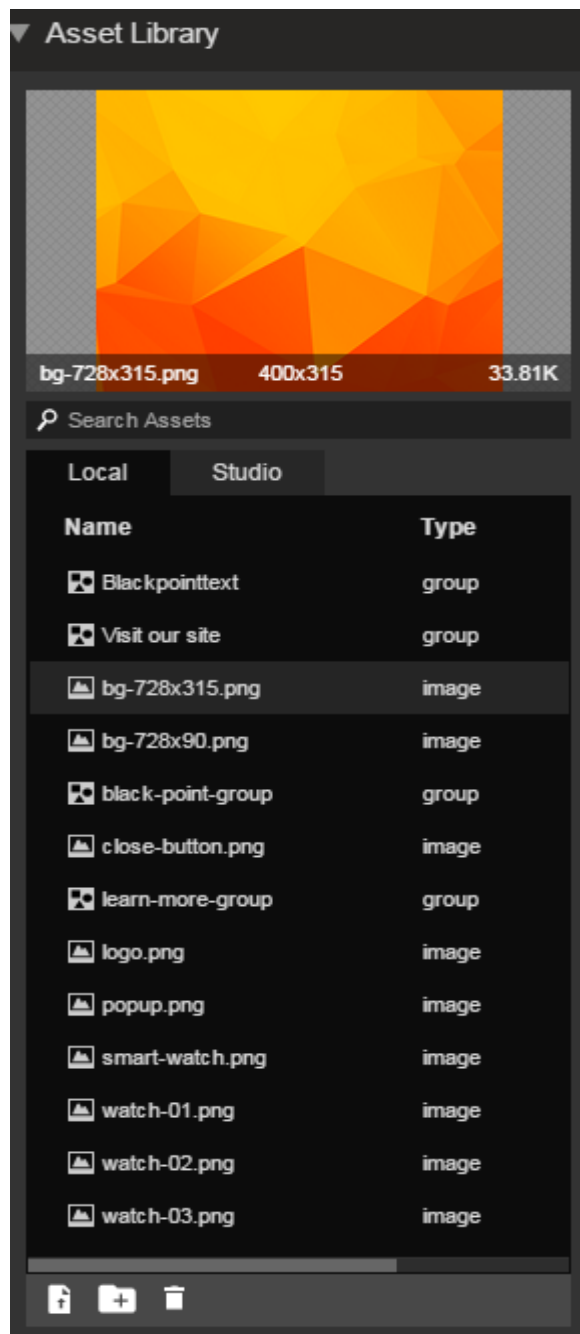 Asset Library
bg-728x315.png 400x315 33.81K
Search Assets
Local Studio
Name Type
Blackpointtext group
Visit our site group
bg-728x315.png image
bg-728x90.png image
black-point-group group
close-button.png image
learn-more-group group
logo.png image
popup.png image
smart-watch.png image
watch-01.png image
watch-02.png image
watch-03.png image